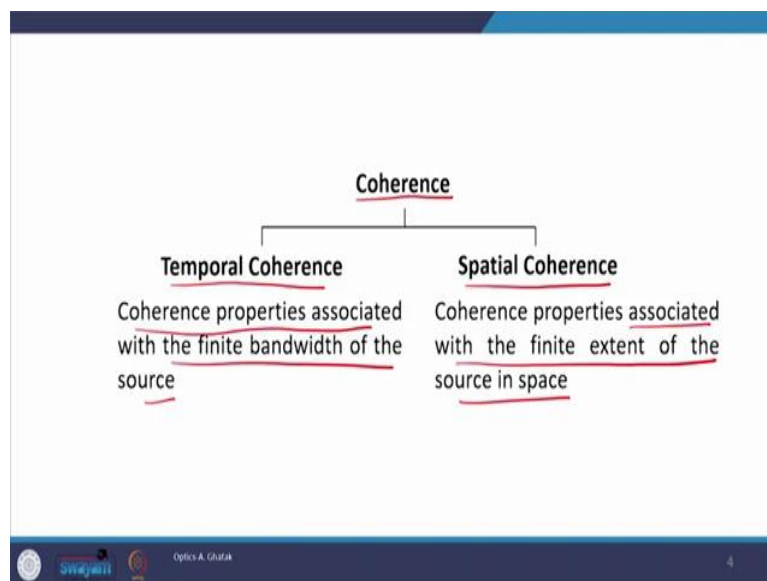 Coherence
Temporal Coherence
Coherence properties associated
with the finite bandwidth of the
source
Spatial Coherence
Coherence properties associated
with the finite extent of the
source in space
swayam
Optics-A. Ghatak
4